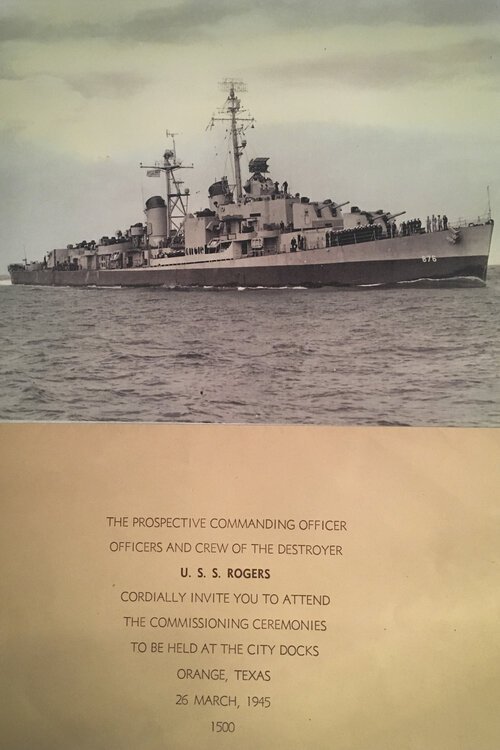 876
THE PROSPECTIVE COMMANDING OFFICER
OFFICERS AND CREW OF THE DESTROYER
U. S. S. ROGERS
CORDIALLY INVITE YOU TO ATTEND
THE COMMISSIONING CEREMONIES
TO BE HELD AT THE CITY DOCKS
ORANGE, TEXAS
26 MARCH, 1945
1500